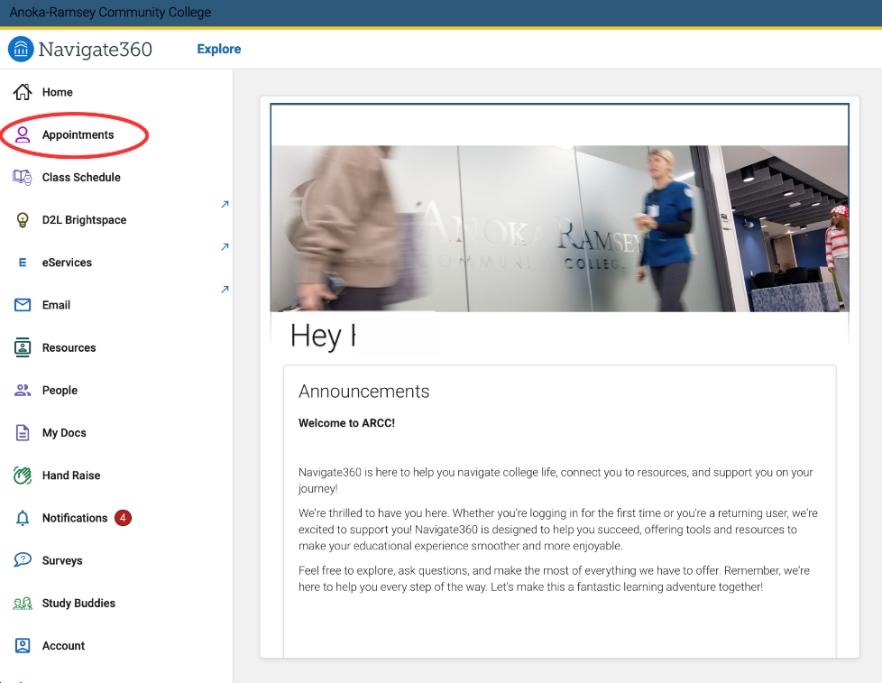 Anoka-Ramsey Community College
Navigate360
Explore
Home
Appointments
Class Schedule
D2L Brightspace
E eServices
Email
Resources
People
My Docs
Hand Raise
Notifications 4
Surveys
Study Buddies
Account
ANOKA RAMSEY
COMMUNITY COLLEGE
Hey
Announcements
Welcome to ARCC!
Navigate360 is here to help you navigate college life, connect you to resources, and support you on your
journey!
We're thrilled to have you here. Whether you're logging in for the first time or you're a returning user, we're
excited to support you! Navigate360 is designed to help you succeed, offering tools and resources to
make your educational experience smoother and more enjoyable.
Feel free to explore, ask questions, and make the most of everything we have to offer. Remember, we're
here to help you every step of the way. Let's make this a fantastic learning adventure together!